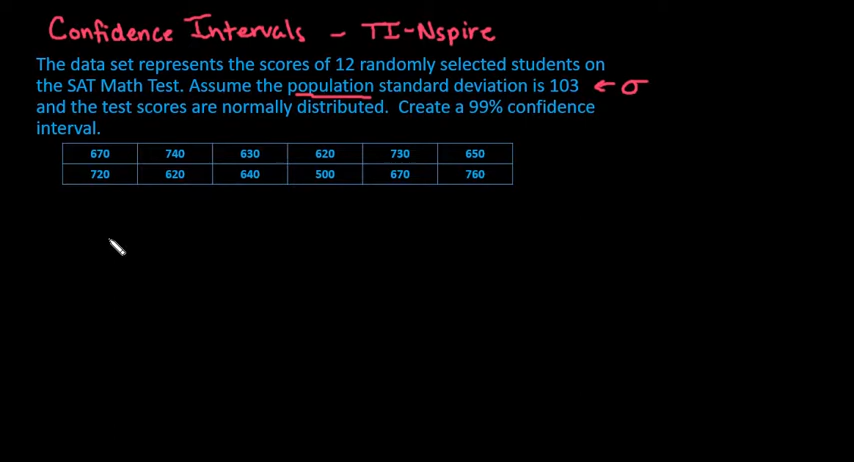 Confidence Intervals - TI-Nspire
The data set represents the scores of 12 randomly selected students on
the SAT Math Test. Assume the population standard deviation is 103 ← σ
and the test scores are normally distributed. Create a 99% confidence
interval.
670 740 630 620 730 650
720 620 640 500 670 760